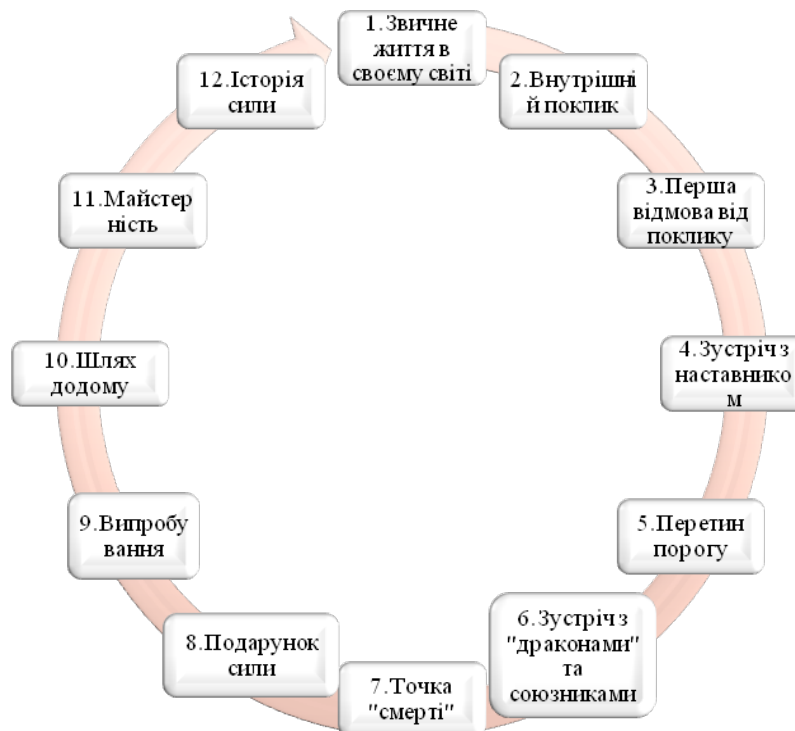 1.Звичне
життя в
своєму світі
2.Внутрішні
й поклик
3.Перша
відмова від
поклику
4.Зустріч з
наставнико
м
5.Перетин
порогу
6.Зустріч з
"драконами"
та
союзниками
7.Точка
"смерті"
8.Подарунок
сили
9.Випробу
вання
10.Шлях
додому
11.Майстер
ність
12.Історія
сили